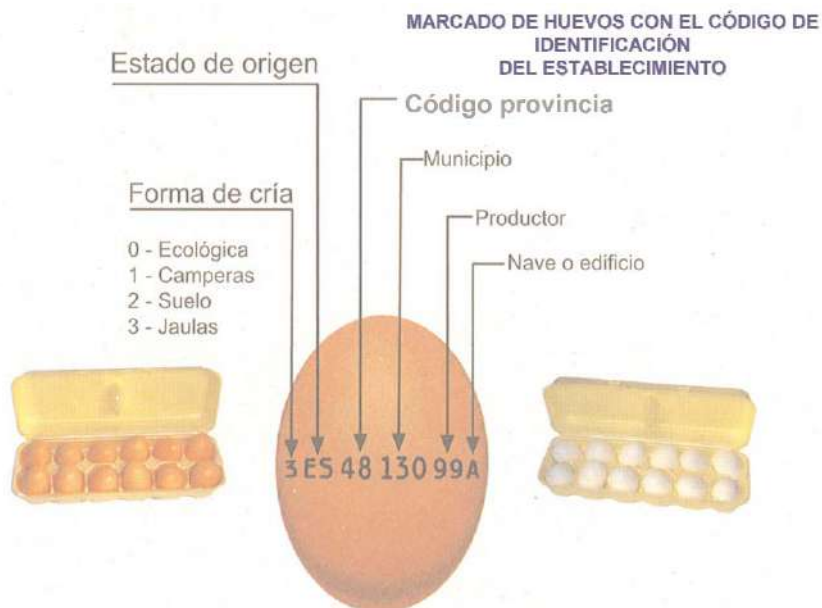 MARCADO DE HUEVOS CON EL CÓDIGO DE
IDENTIFICACIÓN
DEL ESTABLECIMIENTO
Estado de origen
Código provincia
Municipio
Forma de cría
Productor
0 - Ecológica
1 - Camperas
2 - Suelo
3 - Jaulas
Nave o edificio
3 ES 48 130 99 A